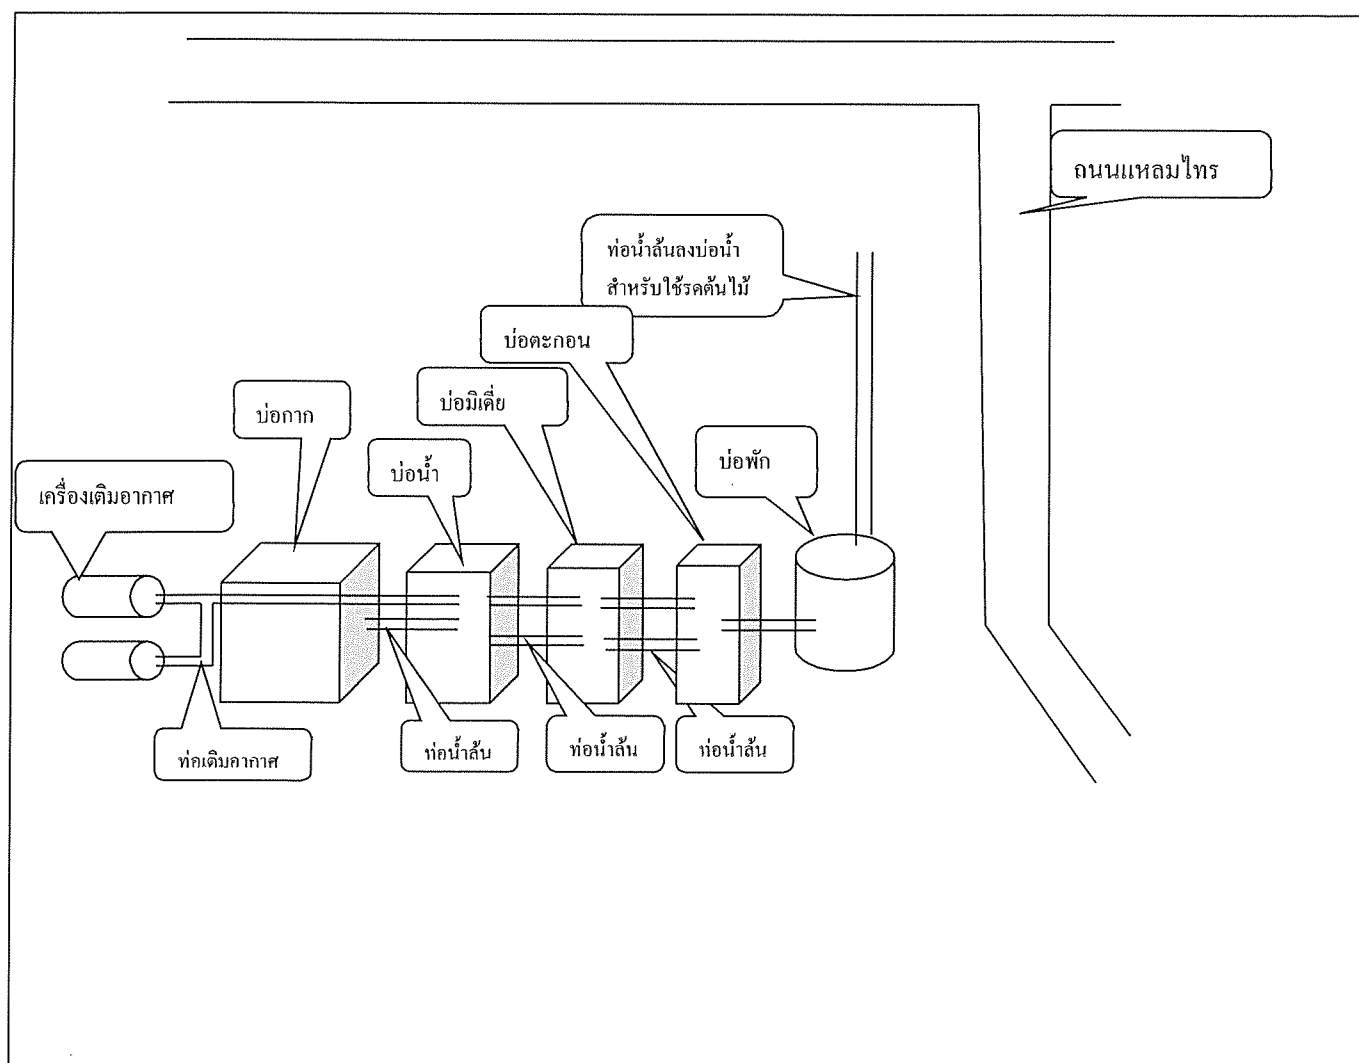 ถนนแหลมไทร
ท่อน้ำล้นลงบ่อน้ำ
สำหรับใช้รดต้นไม้
บ่อตะกอน
บ่อมิเดี่ย
บ่อกาก
บ่อน้ำ
บ่อพัก
เครื่องเติมอากาศ
ท่อน้ำล้น
ท่อน้ำล้น
ท่อน้ำล้น
ท่อเติมอากาศ